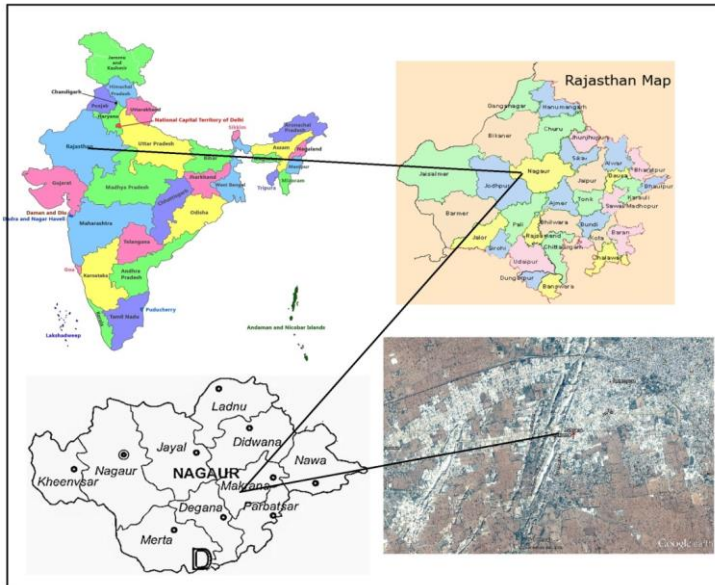 Jammu
and
Kashmir
Himachal
Pradesh
Chandigarh
Punjab
Uttarakhand
Haryana
National Capital Territory of Delhi
Rajasthan
Uttar Pradesh
Bihar
Sikkim
Arunachal
Pradesh
Assam
Nagaland
Manipur
Mizoram
Tripura
West Bengal
Jharkhand
Gujarat
Madhya Pradesh
Chhattisgarh
Odisha
Daman and Diu
Maharashtra
Telangana
Goa
Karnataka
Andhra
Pradesh
Tamil Nadu
Puducherry
Lakshadweep
Andaman and Nicobar Islands
Rajasthan Map
Ganganagar
Hanumangarh
Bikaner
Churu
Jhunjhunu
Sikar
Alwar
Bharatpur
Jaisalmer
Jodhpur
Nagaur
Jaipur
Dausa
Karauli
Sawai Madhopur
Ajmer
Tonk
Barmer
Pali
Bhilwara
Bundi
Jalor
Rajsamand
Kota
Baran
Sirohi
Chittaurgarh
Udaipur
Jhalawar
Dungarpur
Banswara
Ladnu
Didwana
Jayal
Nagaur
NAGAUR
Nawa
Kheenvsar
Makrana
Degana
Parbatsar
Merta
D
Google earth